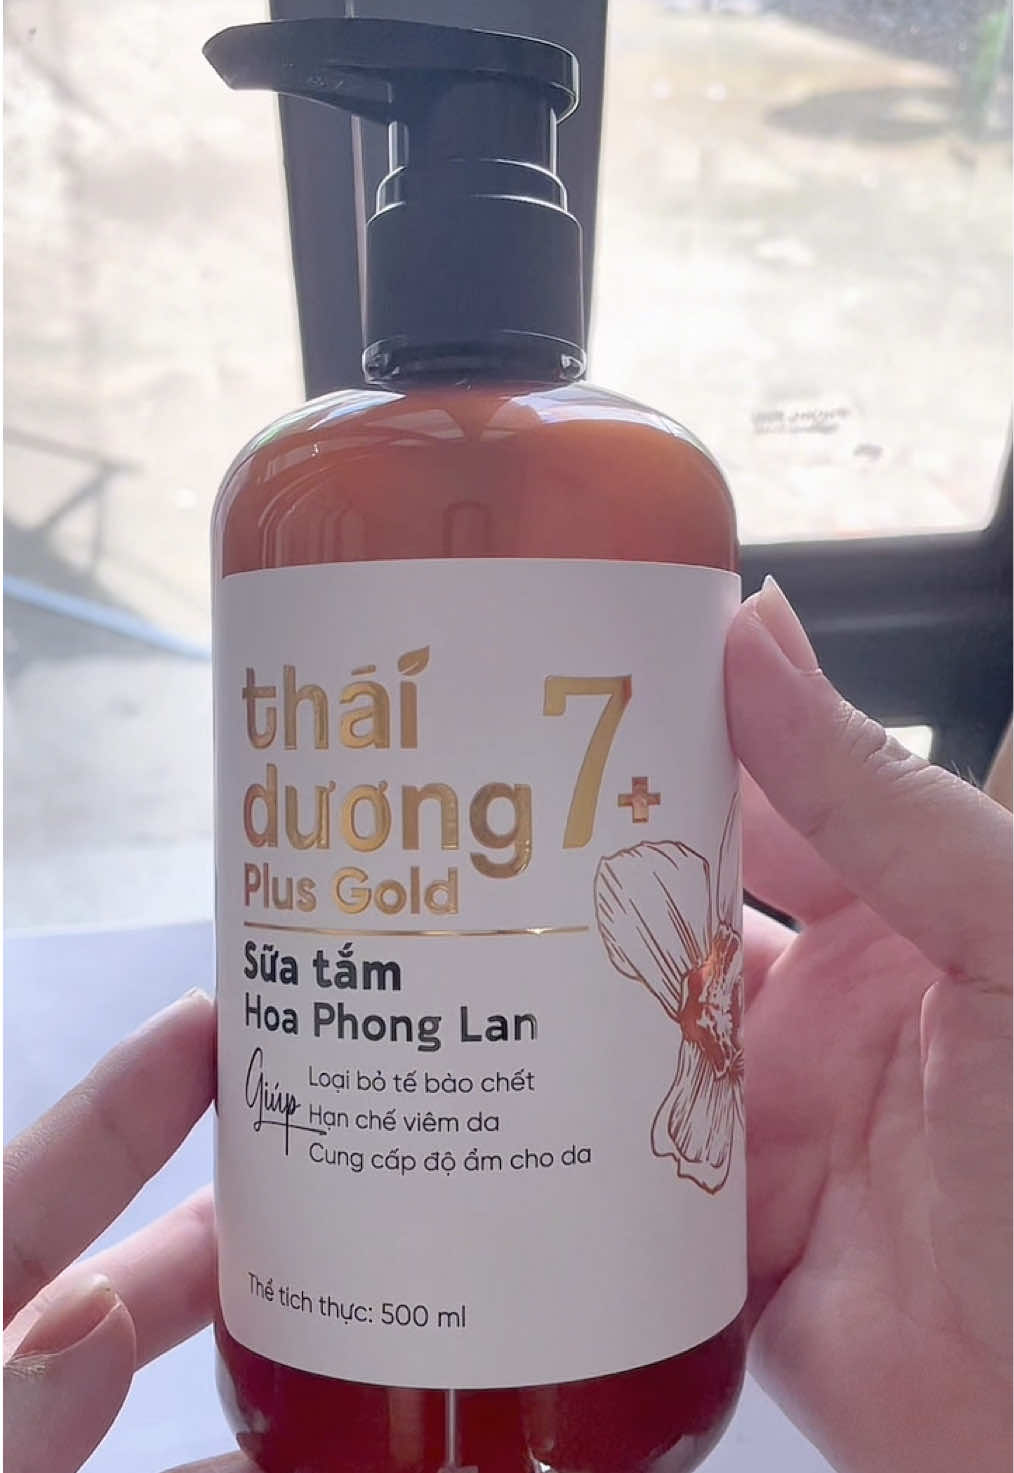 thái
dương 7+
Plus Gold
Sữa tắm
Hoa Phong Lan
Giúp
Loại bỏ tế bào chết
Hạn chế viêm da
Cung cấp độ ẩm cho da
Thể tích thực: 500 ml